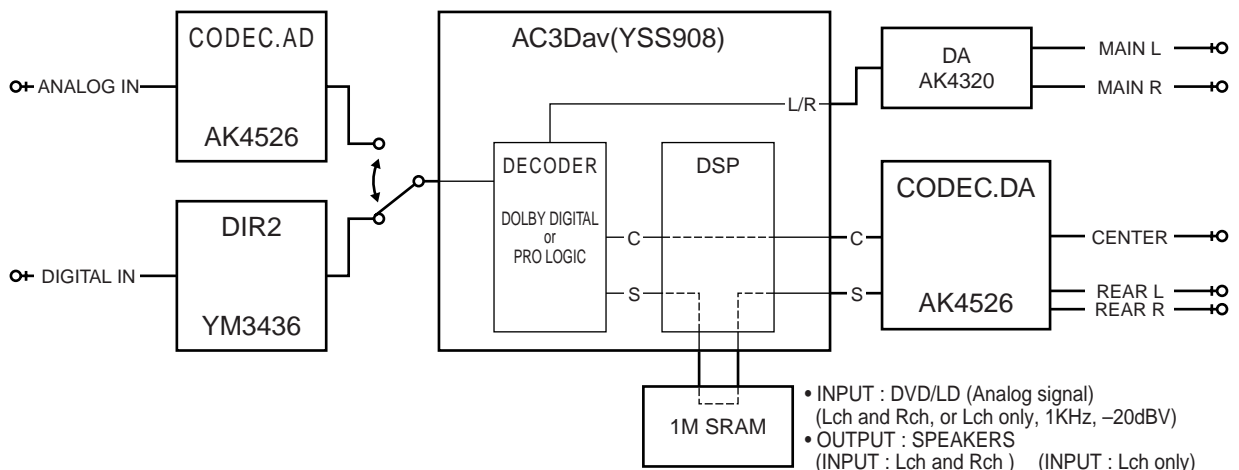 CODEC.AD
AC3Dav(YSS908)
DA
AK4320
MAIN L
MAIN R
ANALOG IN
L/R
AK4526
DECODER
DSP
CODEC.DA
DIR2
DOLBY DIGITAL
or
PRO LOGIC
C
C
CENTER
DIGITAL IN
S
S
REAR L
REAR R
YM3436
AK4526
1M SRAM
• INPUT : DVD/LD (Analog signal)
(Lch and Rch, or Lch only, 1KHz, –20dBV)
• OUTPUT : SPEAKERS
(INPUT : Lch and Rch ) (INPUT : Lch only)